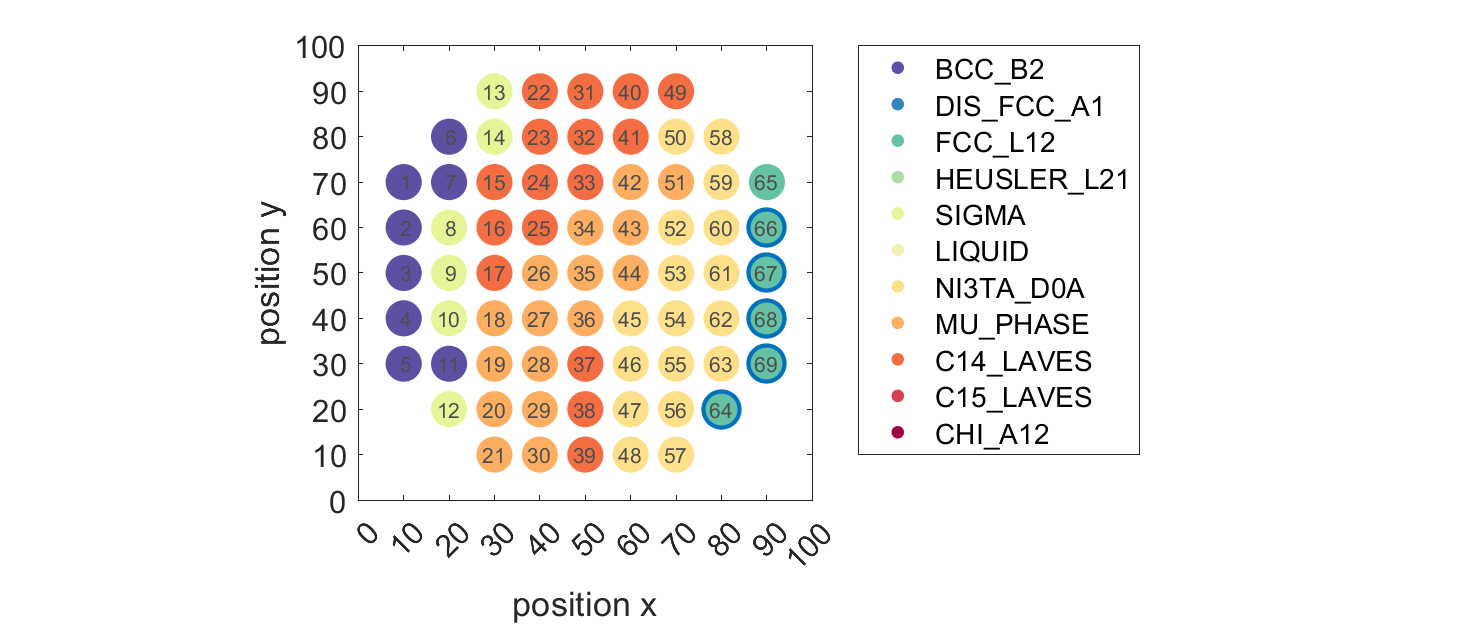 100
90
80
70
60
50
40
30
20
10
0
position y
13 22 31 40 49
6 14 23 32 41 50 58
1 7 15 24 33 42 51 59 65
2 8 16 25 34 43 52 60 66
3 9 17 26 35 44 53 61 67
4 10 18 27 36 45 54 62 68
5 11 19 28 37 46 55 63 69
12 20 29 38 47 56 64
21 30 39 48 57
0 10 20 30 40 50 60 70 80 90 100
position x
BCC_B2
DIS_FCC_A1
FCC_L12
HEUSLER_L21
SIGMA
LIQUID
NI3TA_D0A
MU_PHASE
C14_LAVES
C15_LAVES
CHI_A12